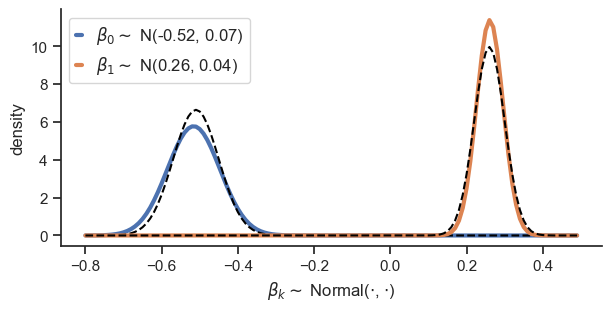 β₀ ∼ N(-0.52, 0.07)
β₁ ∼ N(0.26, 0.04)
density
10
8
6
4
2
0
−0.8 −0.6 −0.4 −0.2 0.0 0.2 0.4
βₖ ∼ Normal(·, ·)